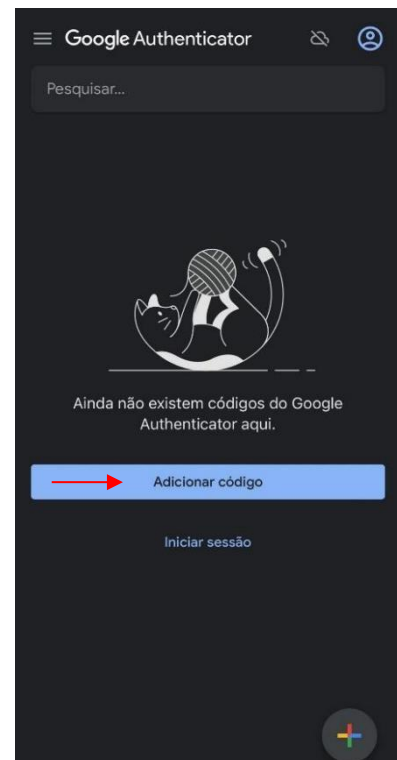 Google Authenticator
Pesquisar...
Ainda não existem códigos do Google
Authenticator aqui.
Adicionar código
Iniciar sessão